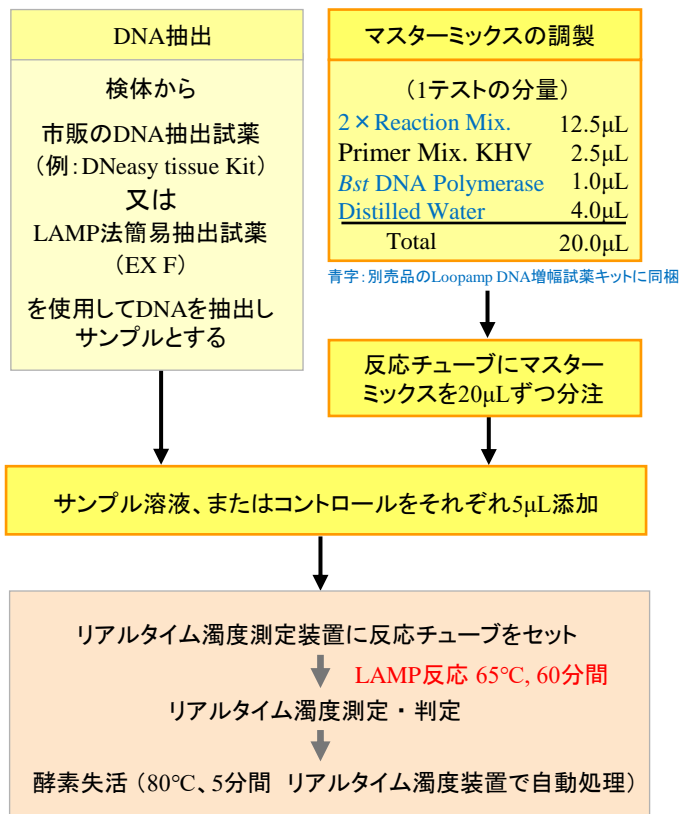 DNA抽出
検体から
市販のDNA抽出試薬
（例：DNeasy tissue Kit）
又は
LAMP法簡易抽出試薬
（EX F）
を使用してDNAを抽出し
サンプルとする
マスターミックスの調製
（1テストの分量）
2×Reaction Mix. 12.5μL
Primer Mix. KHV 2.5μL
Bst DNA Polymerase 1.0μL
Distilled Water 4.0μL
Total 20.0μL
青字：別売品のLoopamp DNA増幅試薬キットに同梱
反応チューブにマスター
ミックスを20μLずつ分注
サンプル溶液、またはコントロールをそれぞれ5μL添加
リアルタイム濁度測定装置に反応チューブをセット
LAMP反応 65℃, 60分間
リアルタイム濁度測定・判定
酵素失活（80℃、5分間 リアルタイム濁度装置で自動処理）